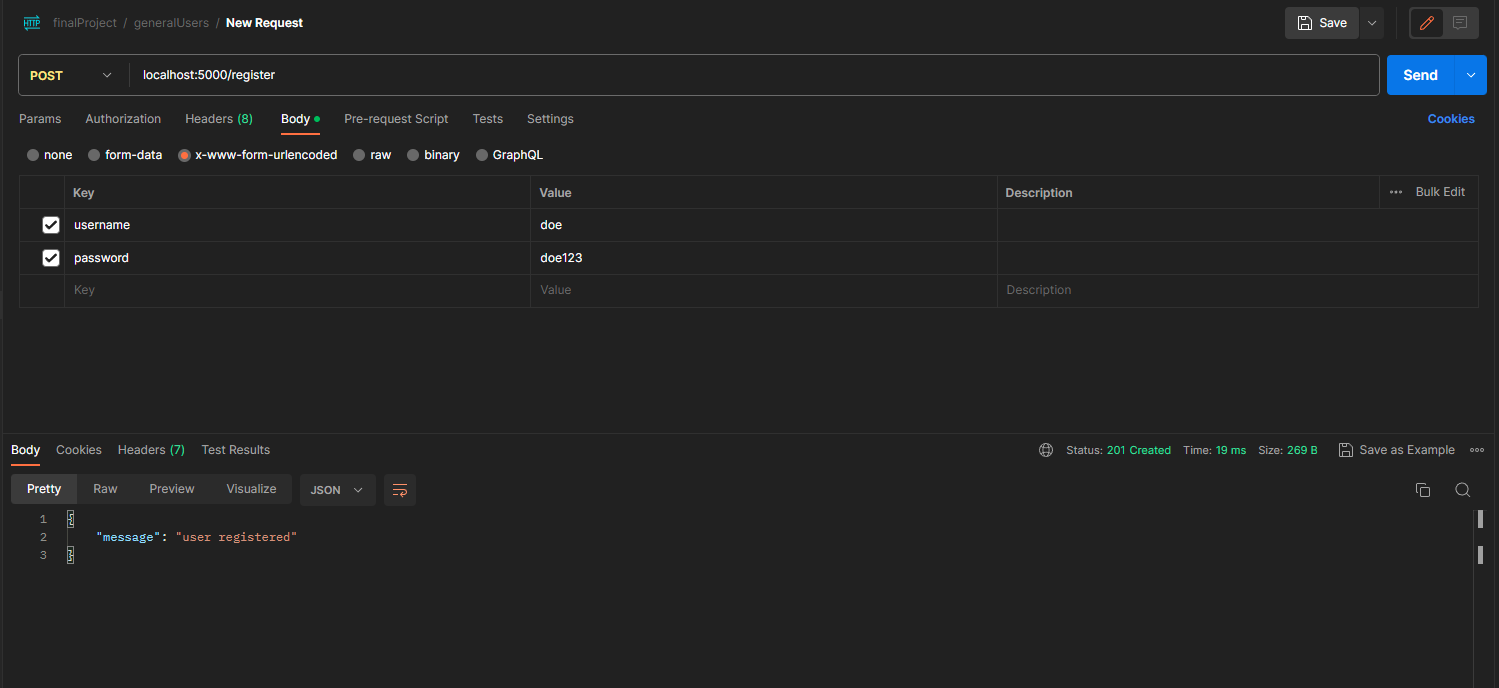 HTTP finalProject / generalUsers / New Request Save
POST localhost:5000/register Send
Params Authorization Headers (8) Body Pre-request Script Tests Settings Cookies
none form-data x-www-form-urlencoded raw binary GraphQL
Key Value Description ••• Bulk Edit
username doe
password doe123
Key Value Description
Body Cookies Headers (7) Test Results Status: 201 Created Time: 19 ms Size: 269 B Save as Example
Pretty Raw Preview Visualize JSON
1 {
2 "message": "user registered"
3 }